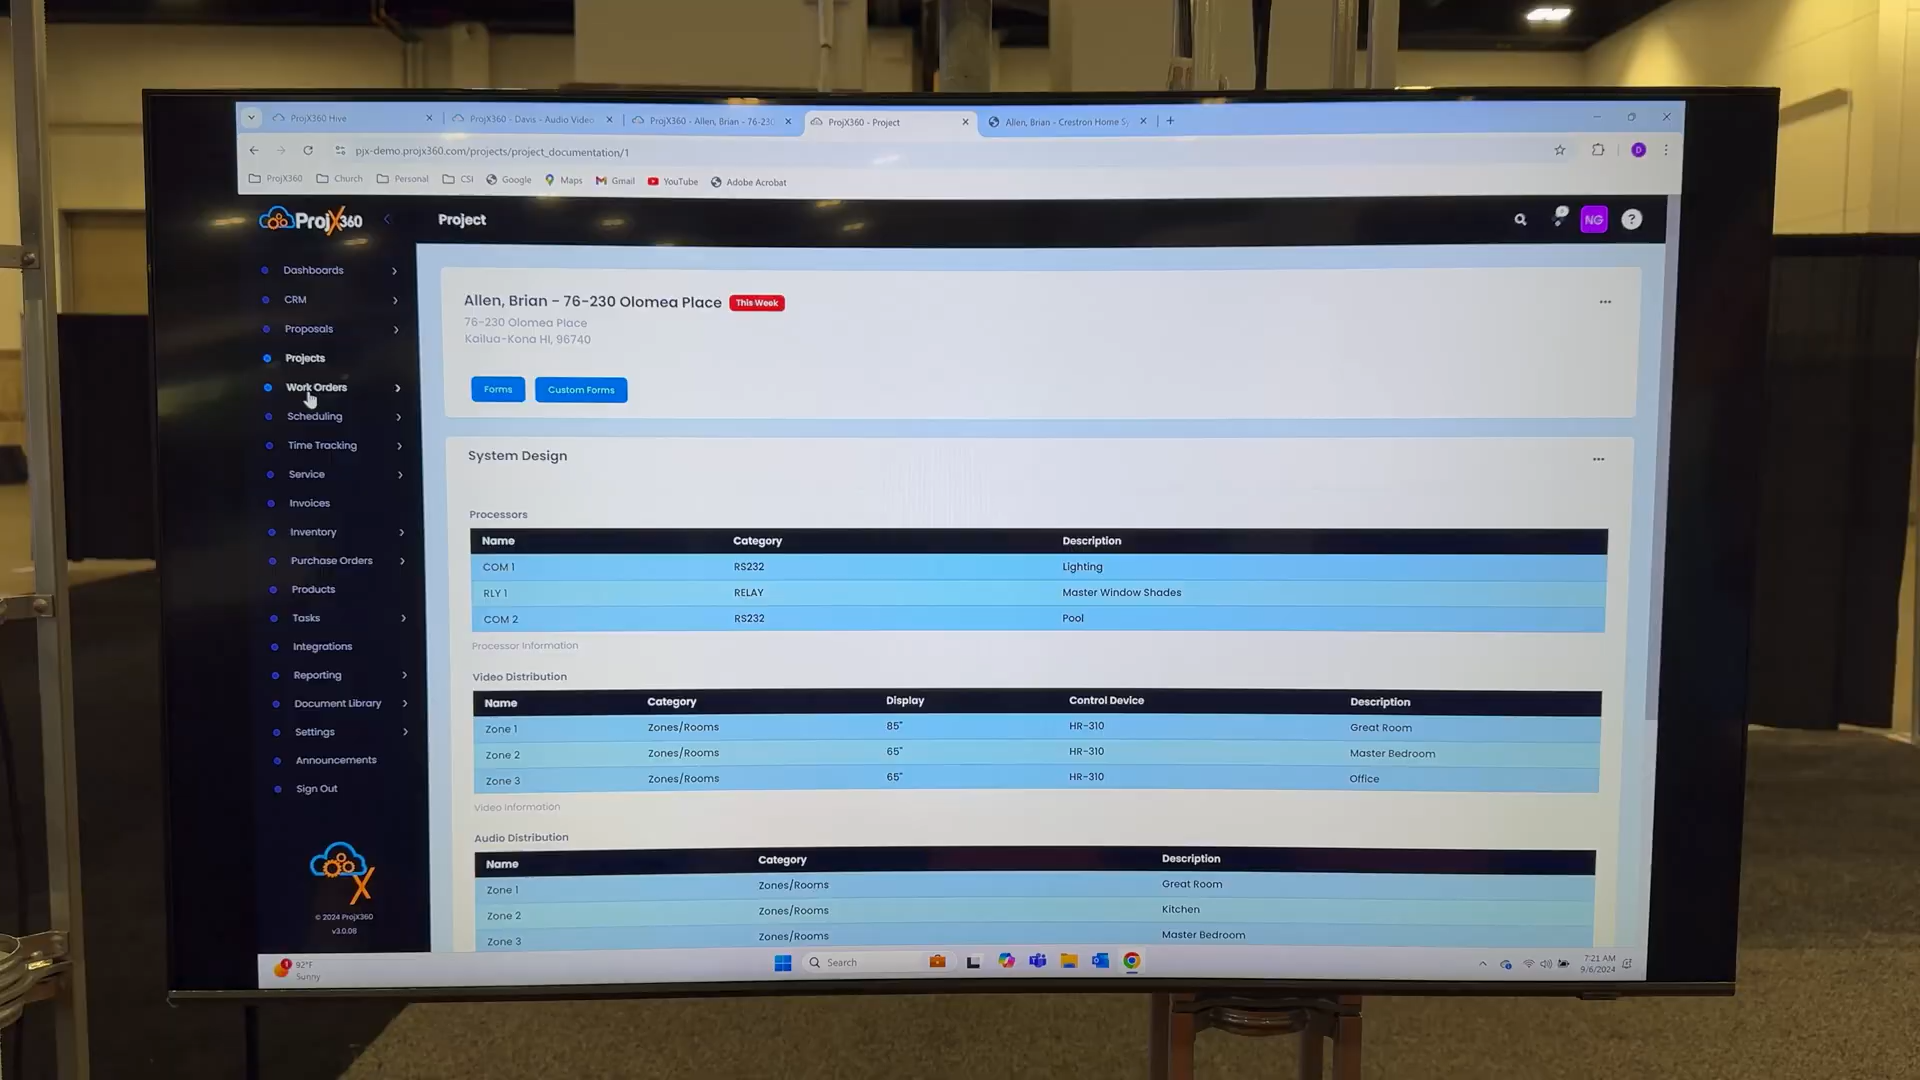 ProjX360 Hive
ProjX360 - Davis - Audio Video
ProjX360 - Allen, Brian - 76-230
ProjX360 - Project
Allen, Brian - Crestron Home Sy
pjx-demo.projx360.com/projects/project_documentation/1
D
ProjX360
Church
Personal
CSI
Google
Maps
Gmail
YouTube
Adobe Acrobat
ProjX360
Project
NG
?
Dashboards
CRM
Proposals
Projects
Work Orders
Scheduling
Time Tracking
Service
Invoices
Inventory
Purchase Orders
Products
Tasks
Integrations
Reporting
Document Library
Settings
Announcements
Sign Out
X
© 2024 ProjX360
v3.0.08
Allen, Brian - 76-230 Olomea Place
This Week
76-230 Olomea Place
Kailua-Kona HI, 96740
Forms
Custom Forms
System Design
Processors
Name Category Description
COM 1 RS232 Lighting
RLY 1 RELAY Master Window Shades
COM 2 RS232 Pool
Processor Information
Video Distribution
Name Category Display Control Device Description
Zone 1 Zones/Rooms 85" HR-310 Great Room
Zone 2 Zones/Rooms 65" HR-310 Master Bedroom
Zone 3 Zones/Rooms 65" HR-310 Office
Video Information
Audio Distribution
Name Category Description
Zone 1 Zones/Rooms Great Room
Zone 2 Zones/Rooms Kitchen
Zone 3 Zones/Rooms Master Bedroom
1
92°F
Sunny
Search
7:21 AM
9/6/2024